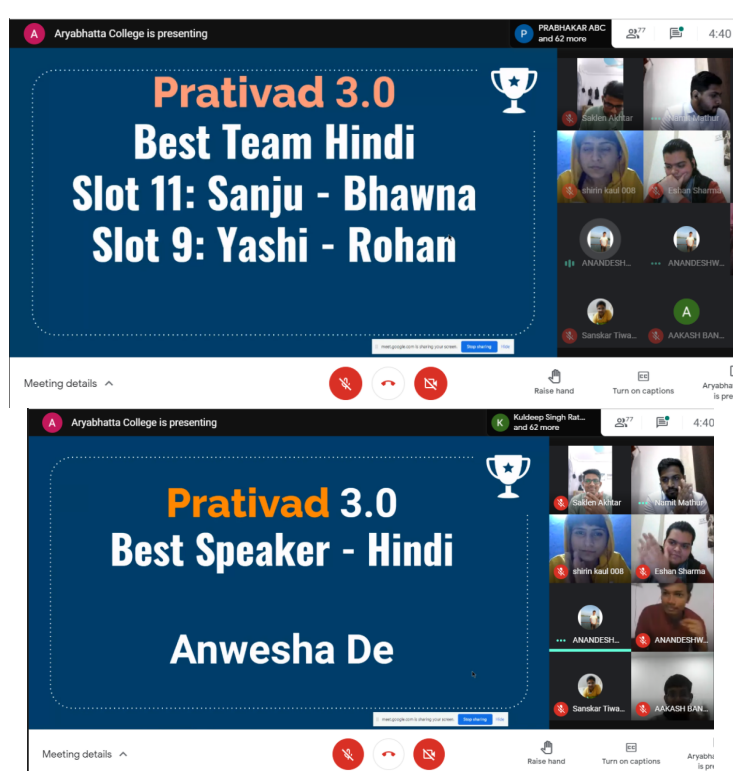 A Aryabhatta College is presenting
P PRABHAKAR ABC
and 62 more
77
4:40
Prativad 3.0
Best Team Hindi
Slot 11: Sanju - Bhawna
Slot 9: Yashi - Rohan
Saklen Akhtar
Namit Mathur
shirin kaul 008
Eshan Sharma
ANANDESH...
ANANDESHW...
A
Sanskar Tiwa...
AAKASH BAN...
meet.google.com is sharing your screen. Stop sharing Hide
Meeting details
Raise hand
CC
Turn on captions
Aryabha
is pre
A Aryabhatta College is presenting
K Kuldeep Singh Rat...
and 62 more
77
4:40
Prativad 3.0
Best Speaker - Hindi
Anwesha De
Saklen Akhtar
Namit Mathur
shirin kaul 008
Eshan Sharma
ANANDESH...
ANANDESHW...
Sanskar Tiwa...
AAKASH BAN...
meet.google.com is sharing your screen. Stop sharing Hide
Meeting details
Raise hand
CC
Turn on captions
Aryabh
is pre